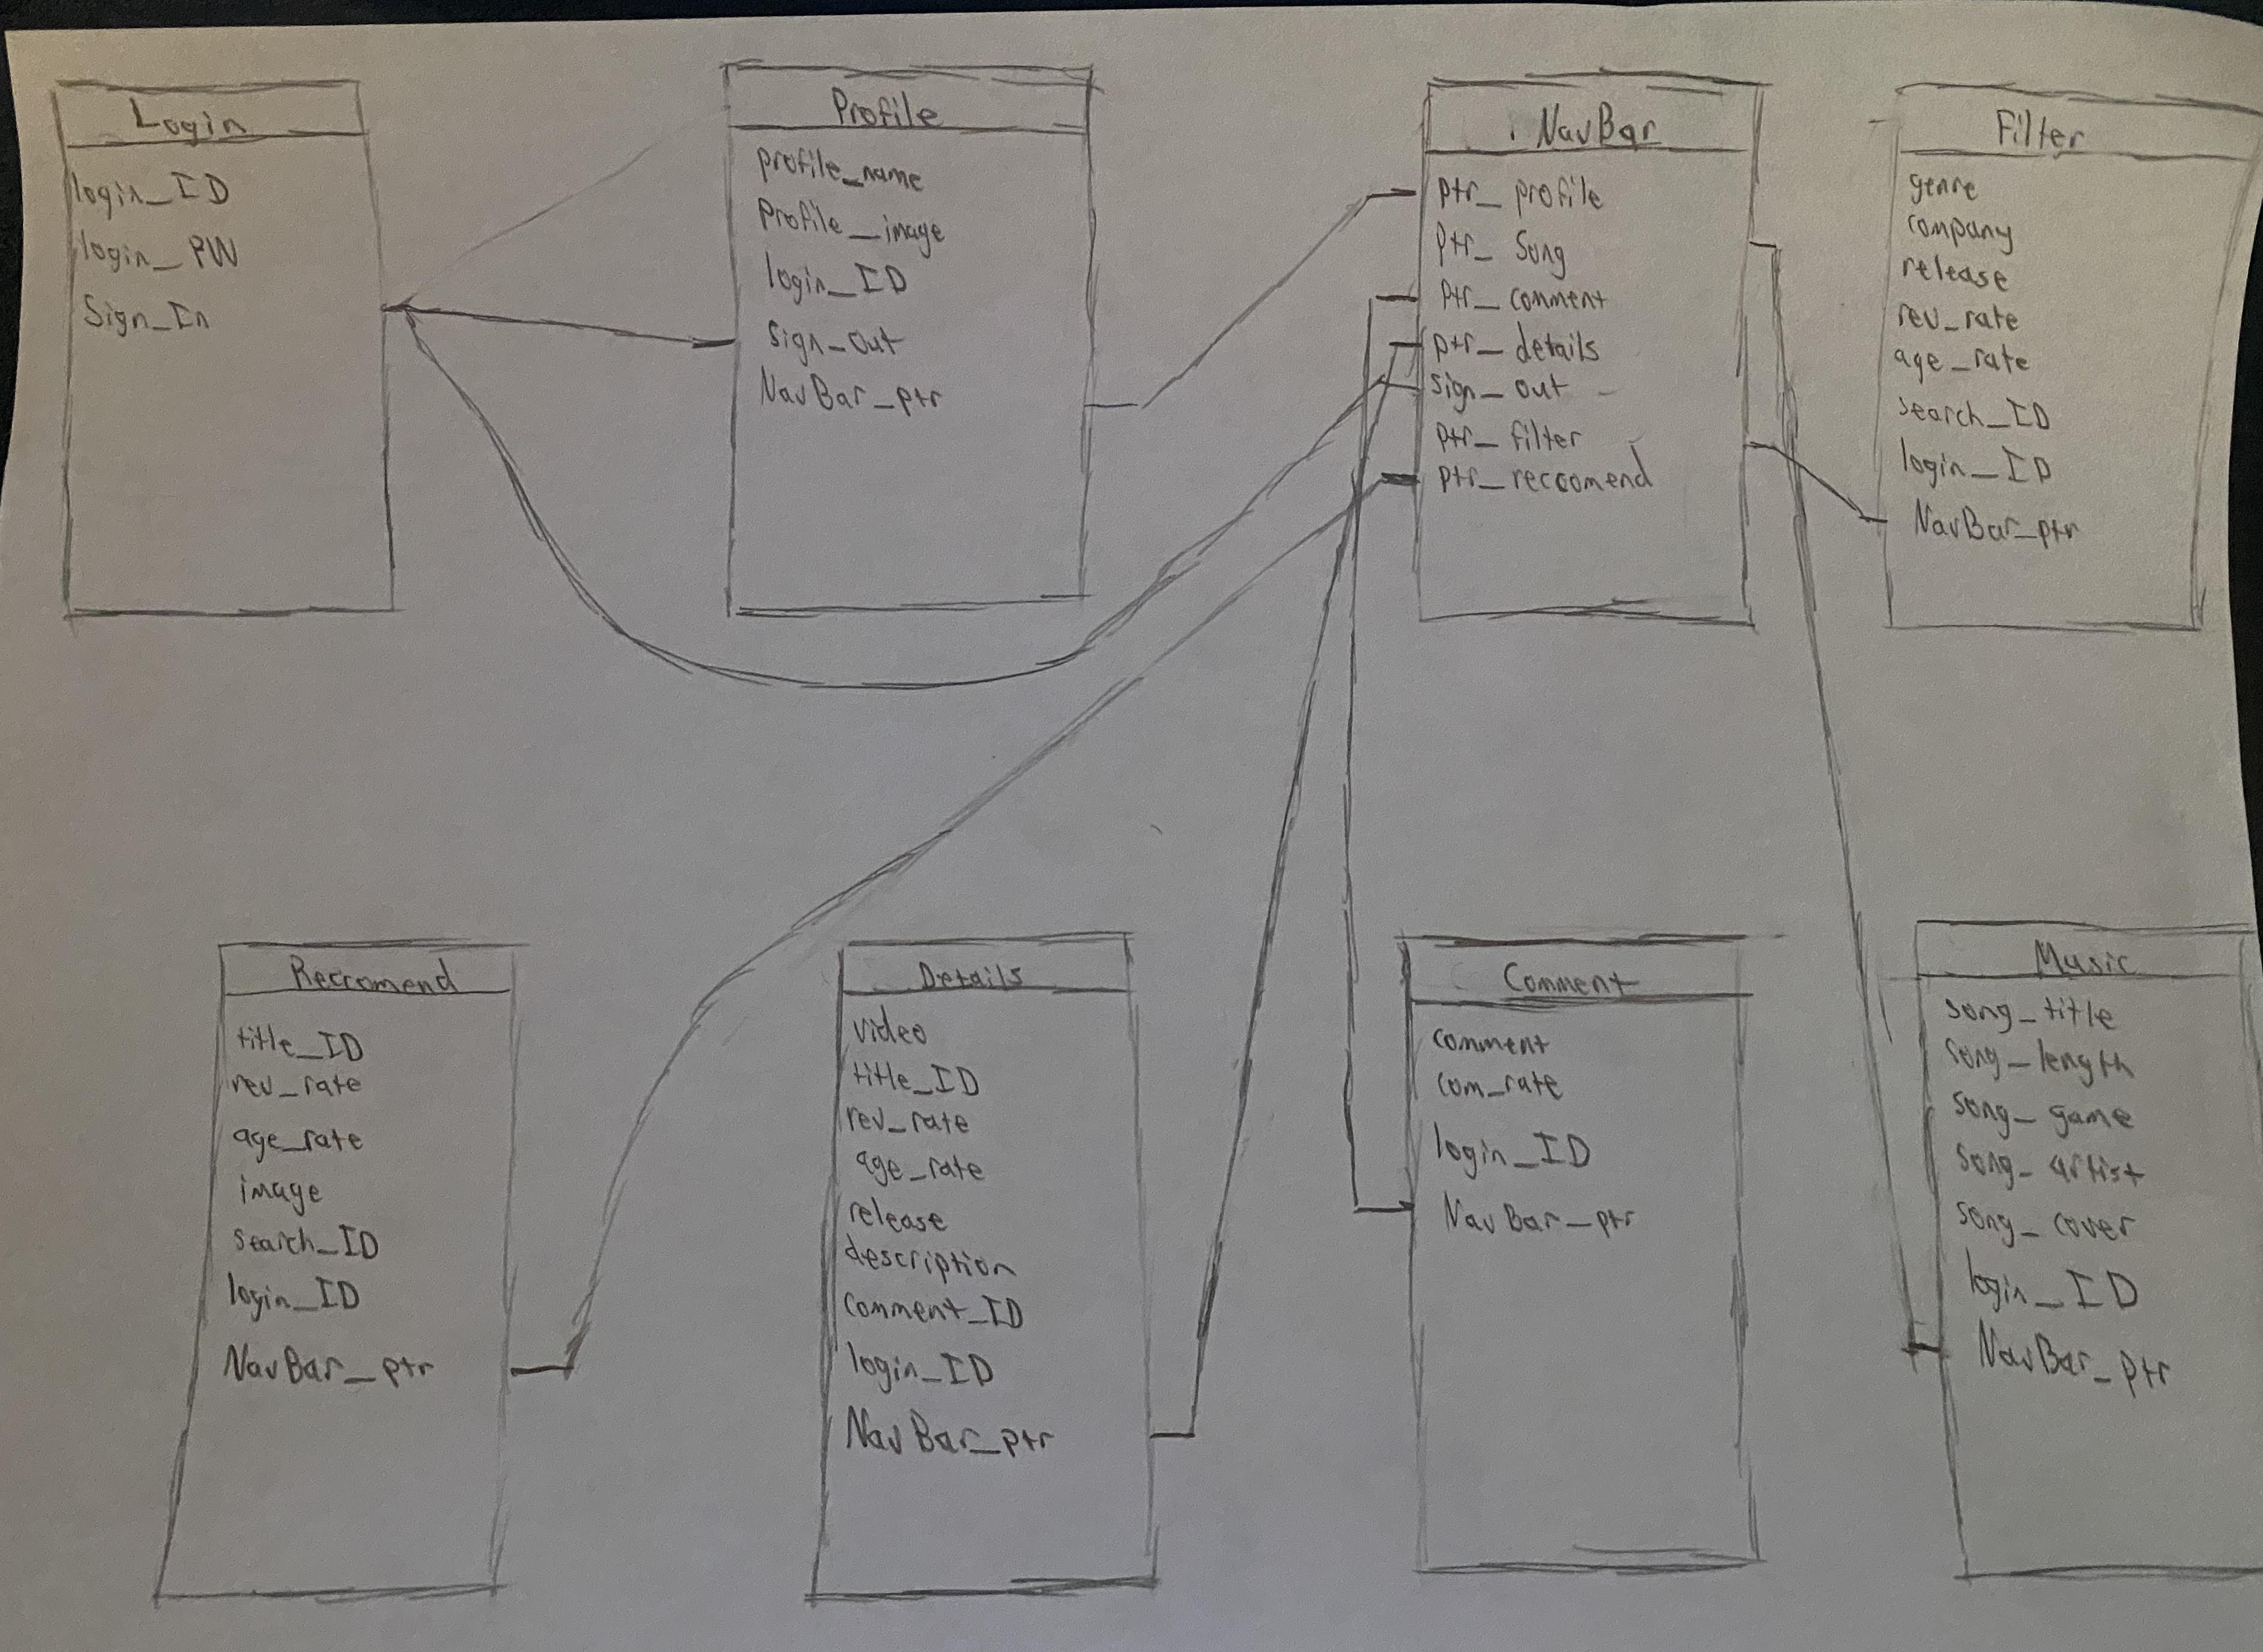 Login
login_ID
login_PW
Sign_In
Profile
profile_name
Profile_image
login_ID
sign_out
NavBar_ptr
NavBar
ptr_profile
ptr_song
ptr_comment
ptr_details
sign_out
ptr_filter
ptr_reccomend
Filter
genre
company
release
rev_rate
age_rate
search_ID
login_ID
NavBar_ptr
Reccomend
title_ID
rev_rate
age_rate
image
search_ID
login_ID
NavBar_ptr
Details
video
title_ID
rev_rate
age_rate
release
description
comment_ID
login_ID
NavBar_ptr
Comment
comment
com_rate
login_ID
NavBar_ptr
Music
song_title
song_length
song_game
song_artist
song_cover
login_ID
NavBar_ptr